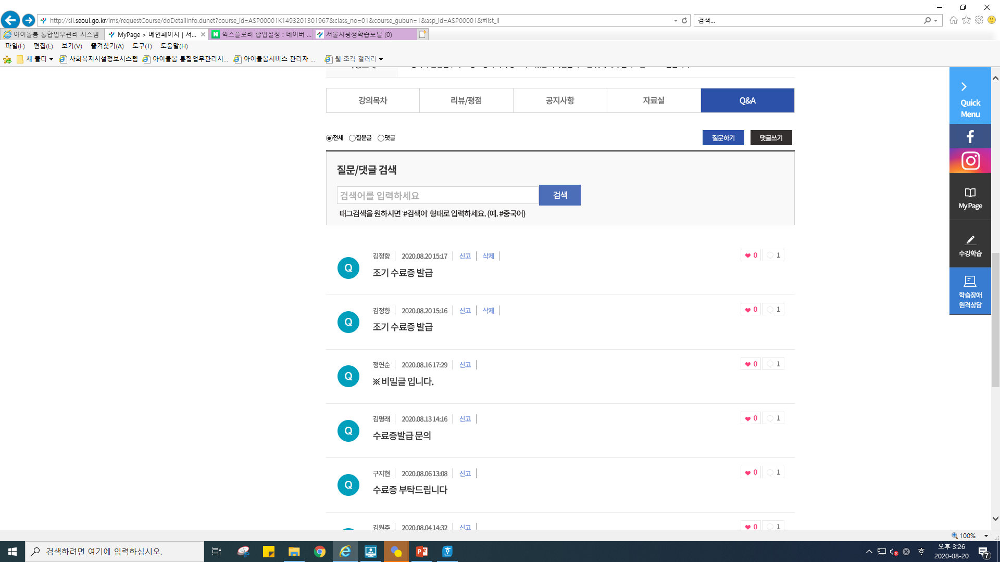 http://sll.seoul.go.kr/lms/requestCourse/doDetailInfo.dunet?course_id=ASP00001K1493201301967&class_no=01&course_gubun=1&asp_id=ASP00001&#list_li
검색...
아이돌봄 통합업무관리 시스템
MyPage > 메인페이지 | 서...
익스플로러 팝업설정 : 네이버 ...
서울시평생학습포털 (0)
파일(F) 편집(E) 보기(V) 즐겨찾기(A) 도구(T) 도움말(H)
새 폴더
사회복지시설정보시스템
아이돌봄 통합업무관리시...
아이돌봄서비스 관리자 ...
웹 조각 갤러리
강의목차 리뷰/평점 공지사항 자료실 Q&A
전체 질문글 댓글
질문하기 댓글쓰기
질문/댓글 검색
검색어를 입력하세요 검색
태그검색을 원하시면 '#검색어' 형태로 입력하세요. (예. #중국어)
Q
김정향 2020.08.20 15:17 신고 삭제
0 1
조기 수료증 발급
Q
김정향 2020.08.20 15:16 신고 삭제
0 1
조기 수료증 발급
Q
정연순 2020.08.16 17:29 신고
0 1
※ 비밀글 입니다.
Q
김명래 2020.08.13 14:16 신고
0 1
수료증발급 문의
Q
구지현 2020.08.06 13:08 신고
0 1
수료증 부탁드립니다
김원주 2020.08.04 14:32 신고
0 1
Quick
Menu
My Page
수강학습
학습장애
원격상담
100%
검색하려면 여기에 입력하십시오.
오후 3:26
2020-08-20
7